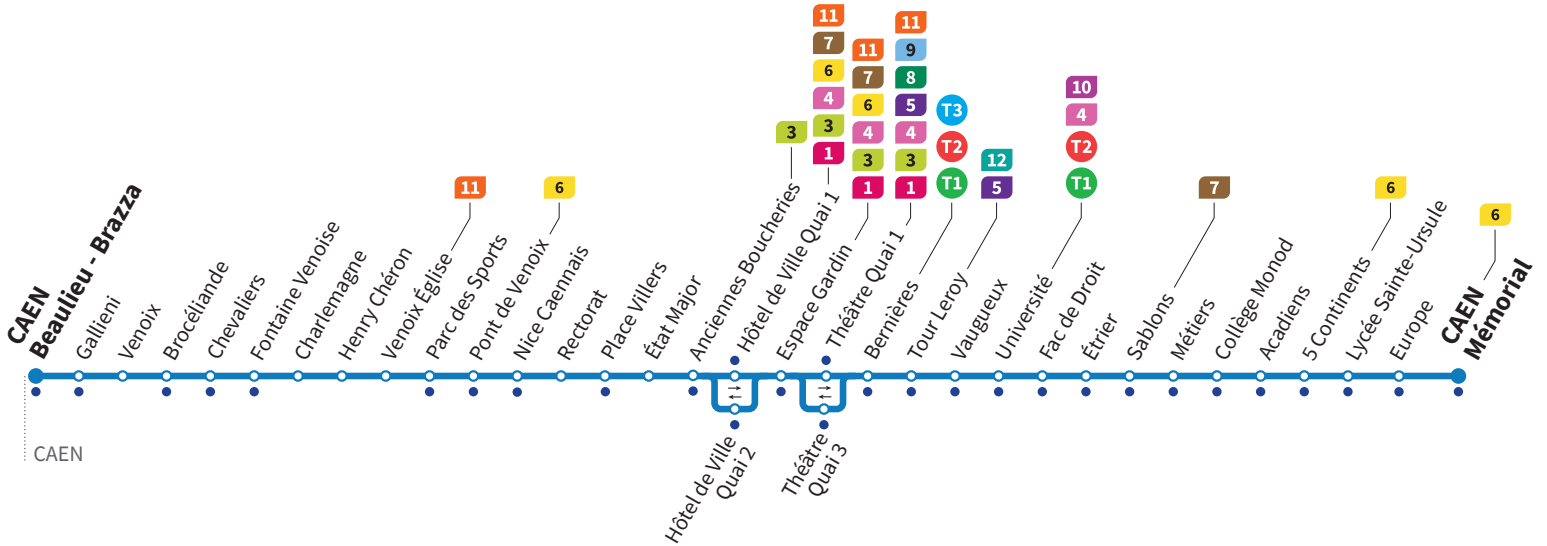 11
7
6
4
3
1
11
7
6
4
3
1
11
9
8
5
4
3
1
3
T3
T2
T1
12
5
10
4
T2
T1
11
6
7
6
6
CAEN
Beaulieu - Brazza
Gallieni
Venoix
Brocéliande
Chevaliers
Fontaine Venoise
Charlemagne
Henry Chéron
Venoix Église
Parc des Sports
Pont de Venoix
Nice Caennais
Rectorat
Place Villers
État Major
Anciennes Boucheries
Hôtel de Ville Quai 1
Espace Gardin
Théâtre Quai 1
Bernières
Tour Leroy
Vaugueux
Université
Fac de Droit
Étrier
Sablons
Métiers
Collège Monod
Acadiens
5 Continents
Lycée Sainte-Ursule
Europe
CAEN
Mémorial
CAEN
Hôtel de Ville
Quai 2
Théâtre
Quai 3